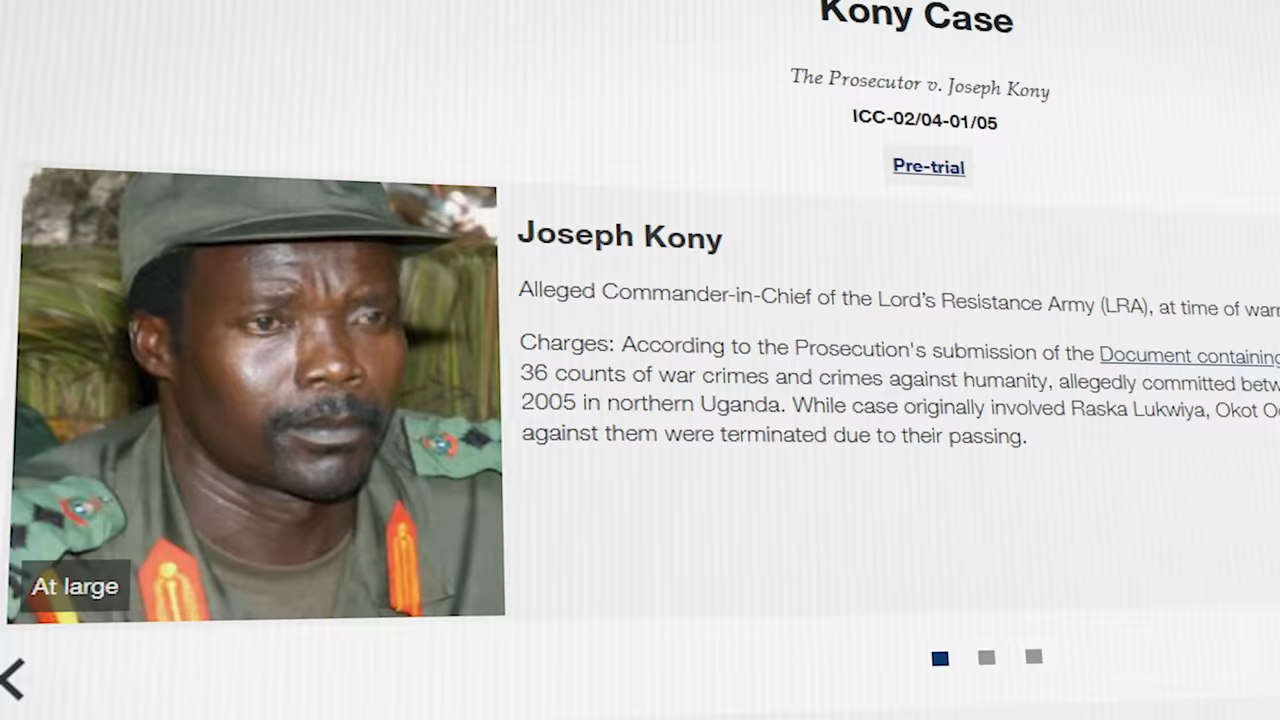 Kony Case
The Prosecutor v. Joseph Kony
ICC-02/04-01/05
Pre-trial
Joseph Kony
Alleged Commander-in-Chief of the Lord's Resistance Army (LRA), at time of
Charges: According to the Prosecution's submission of the Document containing
36 counts of war crimes and crimes against humanity, allegedly committed
2005 in northern Uganda. While case originally involved Raska Lukwiya, Okot
against them were terminated due to their passing.
At large